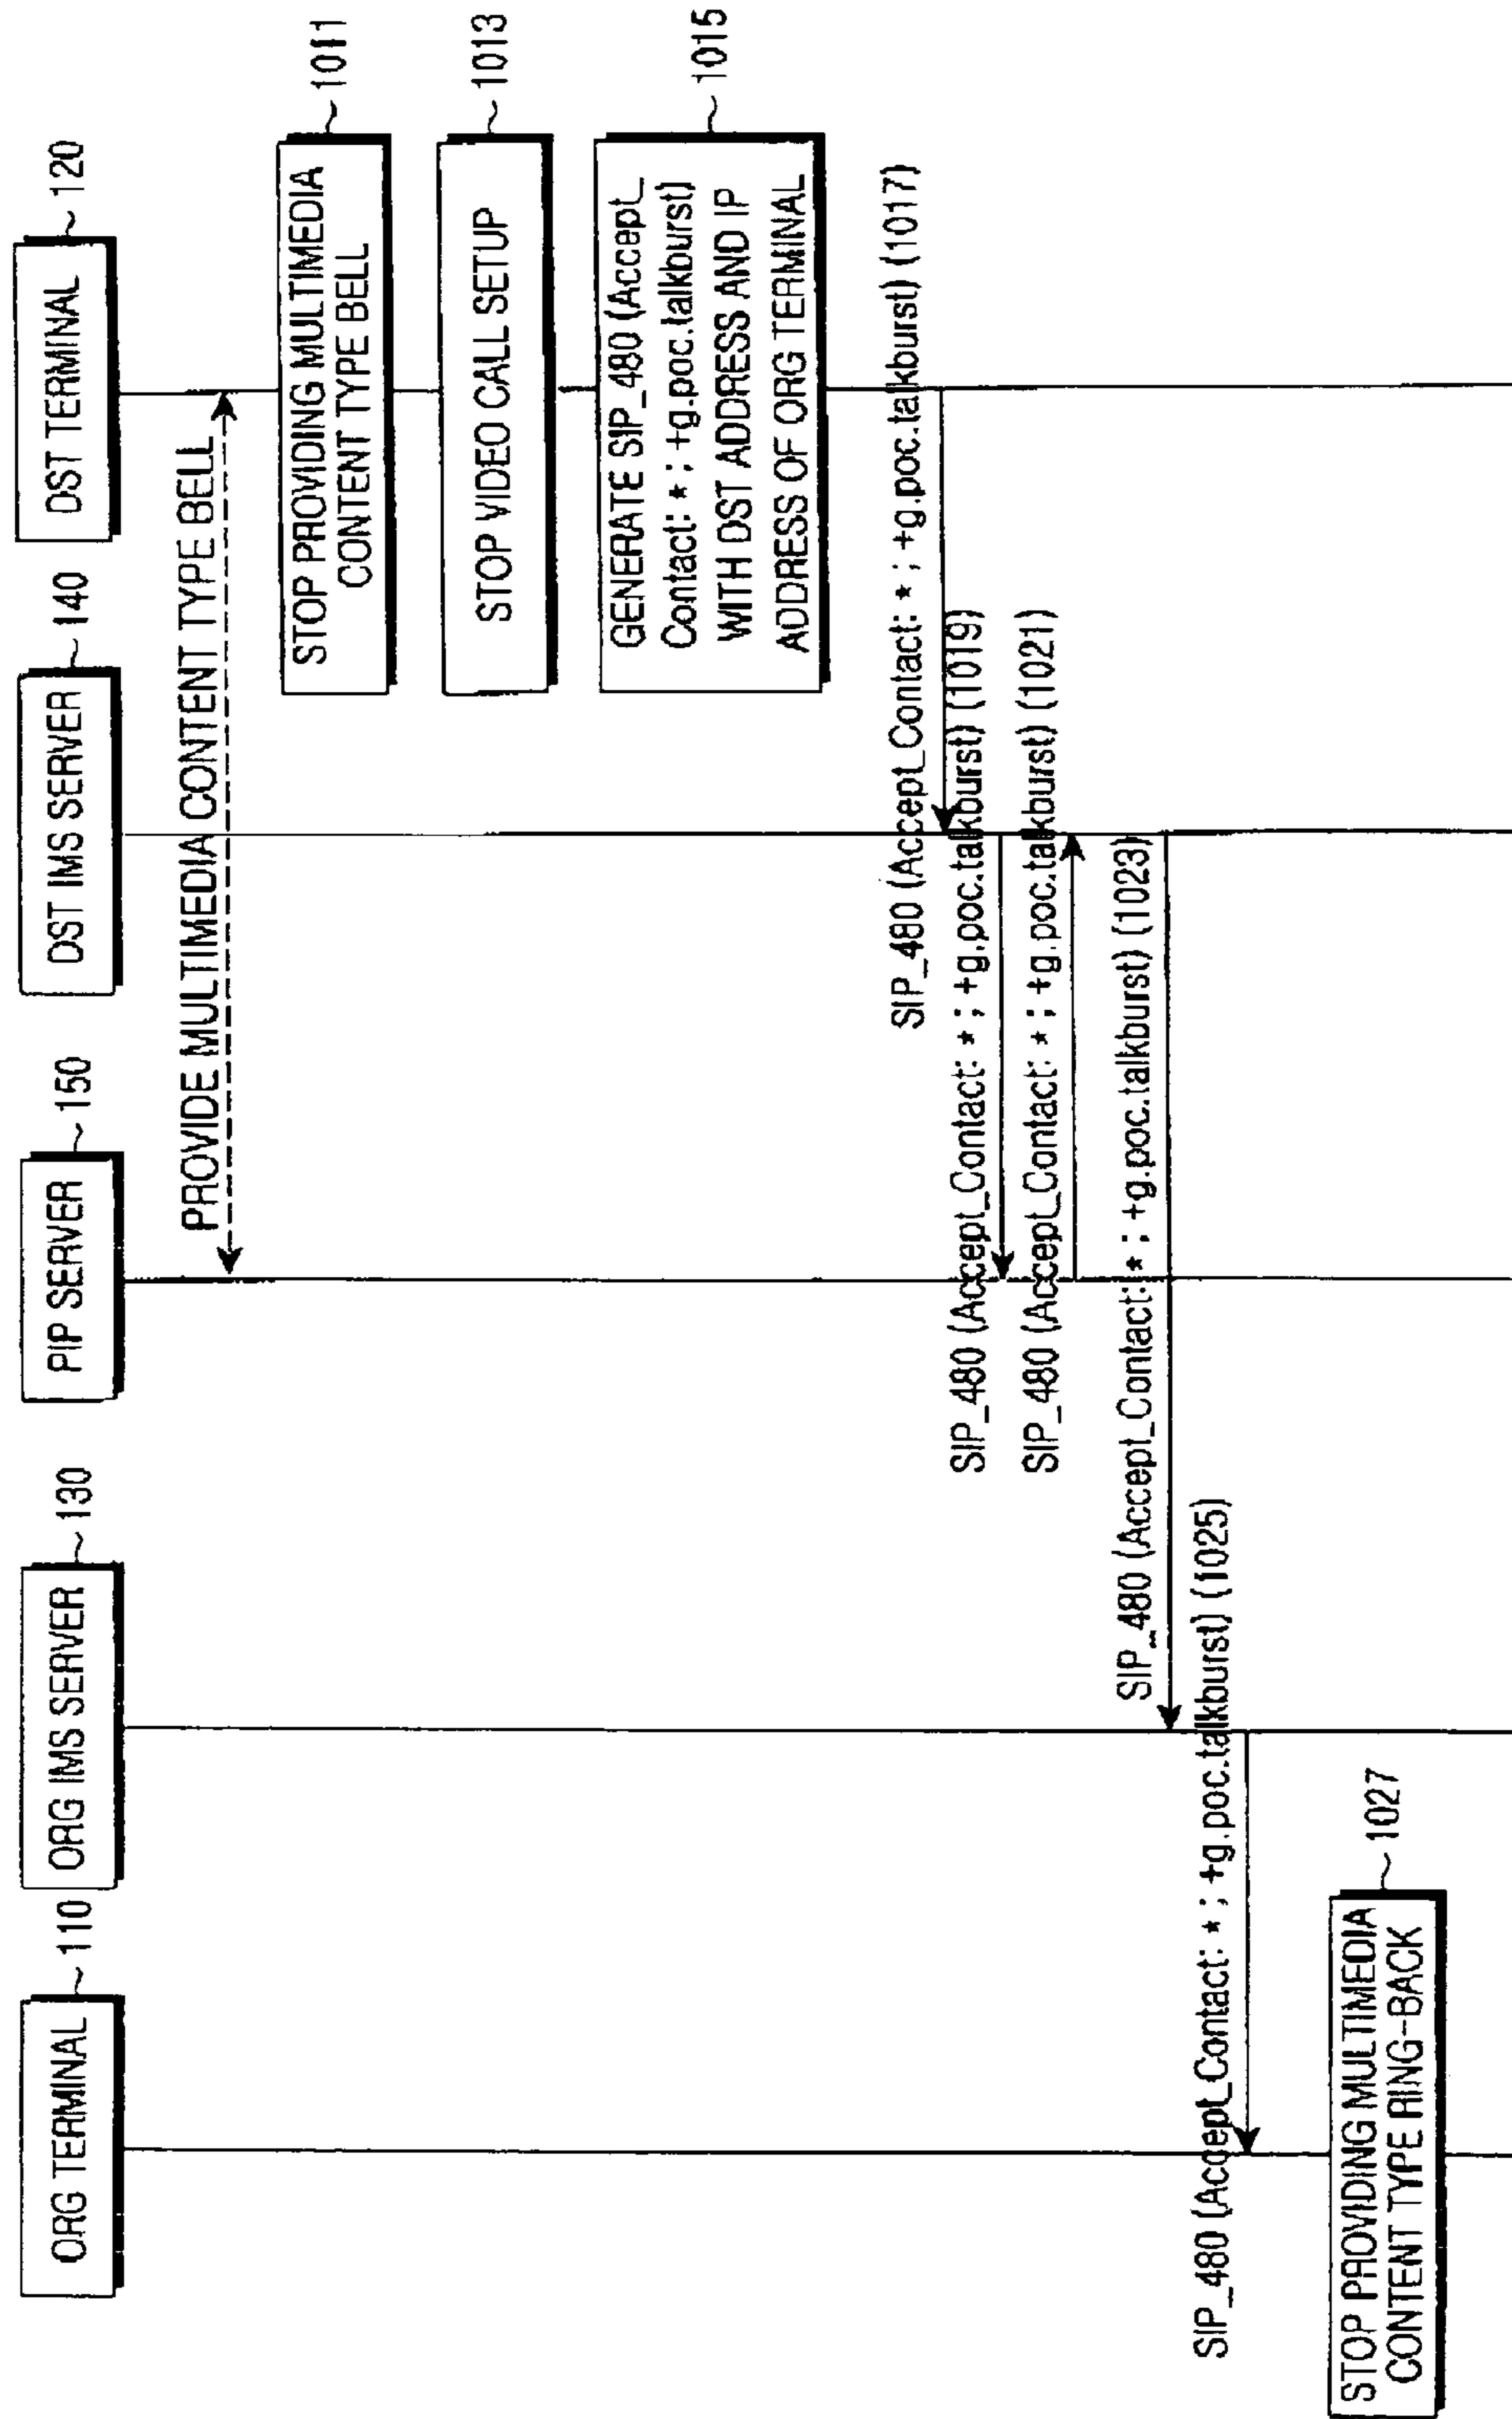 ORG TERMINAL
110
ORG IMS SERVER
130
PIP SERVER
150
DST IMS SERVER
140
DST TERMINAL
120
PROVIDE MULTIMEDIA CONTENT TYPE BELL
STOP PROVIDING MULTIMEDIA
CONTENT TYPE BELL
1011
STOP VIDEO CALL SETUP
1013
GENERATE SIP_480 (Accept_
Contact: * ; +g.poc.talkburst)
WITH DST ADDRESS AND IP
ADDRESS OF ORG TERMINAL
1015
SIP_480 (Accept_Contact: * ; +g.poc.talkburst) (1017)
SIP_480 (Accept_Contact: * ; +g.poc.talkburst) (1019)
SIP_480 (Accept_Contact: * ; +g.poc.talkburst) (1021)
SIP_480 (Accept_Contact: * ; +g.poc.talkburst) (1023)
SIP_480 (Accept_Contact: * ; +g.poc.talkburst) (1025)
STOP PROVIDING MULTIMEDIA
CONTENT TYPE RING-BACK
1027